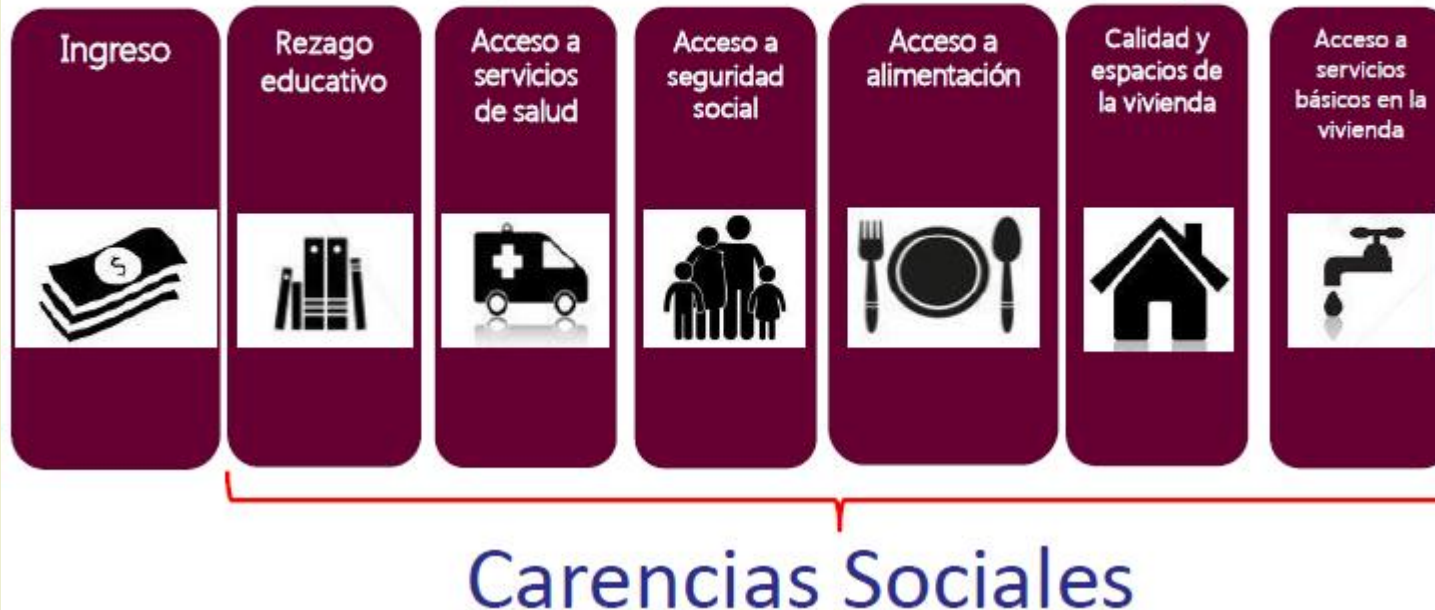 Ingreso
Rezago
educativo
Acceso a
servicios
de salud
Acceso a
seguridad
social
Acceso a
alimentación
Calidad y
espacios de
la vivienda
Acceso a
servicios
básicos en la
vivienda
$
Carencias Sociales